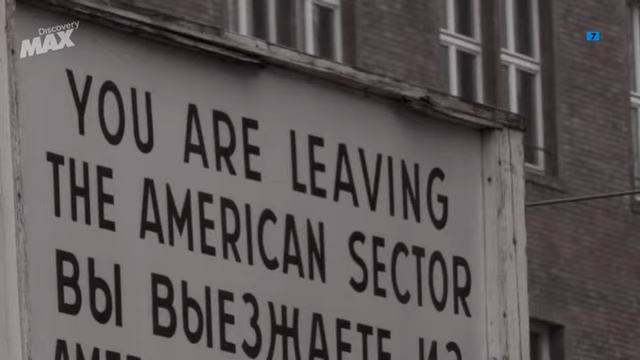 Discovery
MAX
7
YOU ARE LEAVING
THE AMERICAN SECTOR
ВЫ ВЫЕЗЖАЕТЕ ИЗ